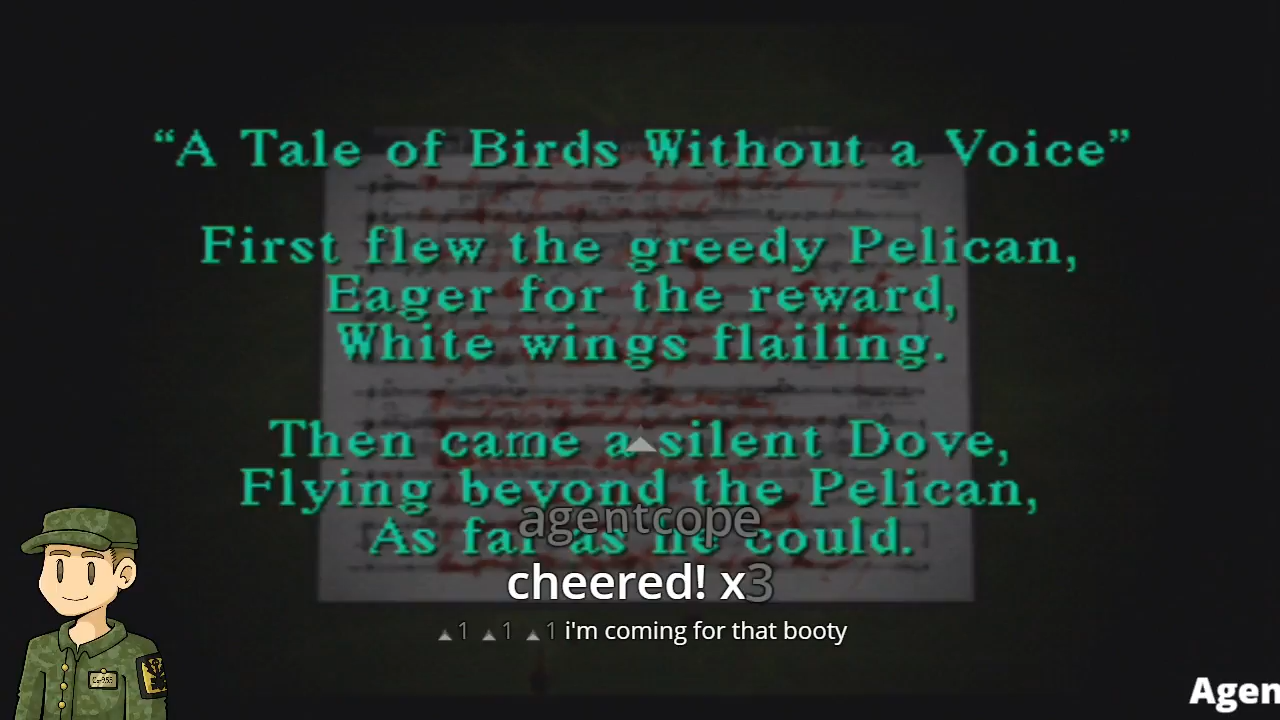 “A Tale of Birds Without a Voice”
First flew the greedy Pelican,
Eager for the reward,
White wings flailing.
Then came a silent Dove,
Flying beyond the Pelican,
As far as he could.
agentcope
cheered! x3
1 1 1 i'm coming for that booty
Agen